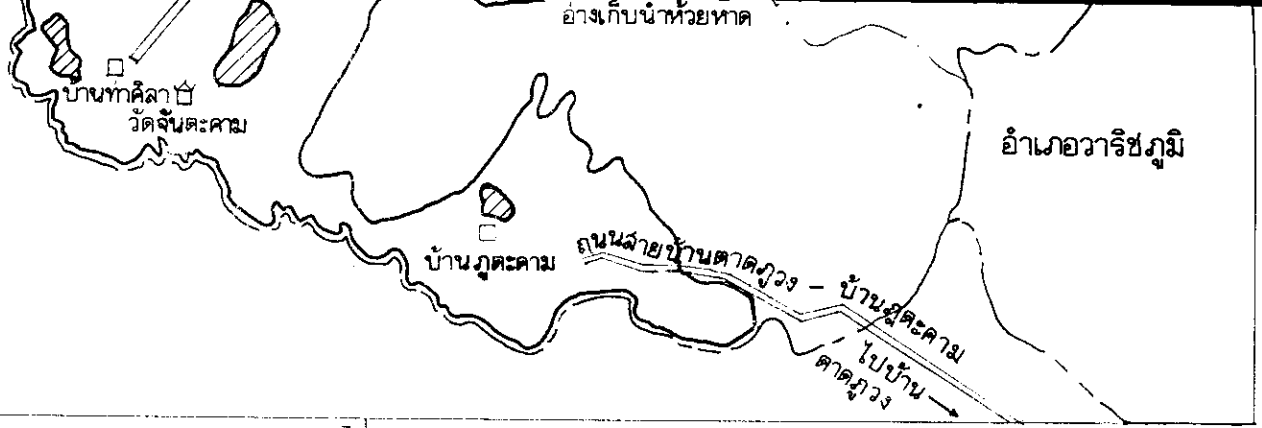 อ่างเก็บน้ำห้วยหาด
บ้านท่าศิลา
วัดจันตะคาม
อำเภอวาริชภูมิ
บ้านภูตะคาม
ถนนสายบ้านตาดภูวง - บ้านภูตะคาม
ไปบ้าน
ตาดภูวง